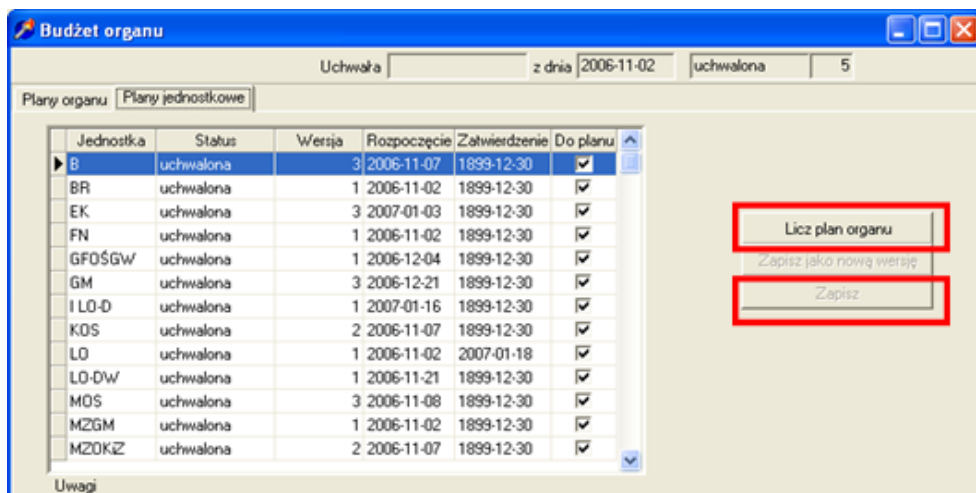 Budżet organu
Uchwała z dnia 2006-11-02 uchwalona 5
Plany organu Plany jednostkowe
Jednostka Status Wersja Rozpoczęcie Zatwierdzenie Do planu
B uchwalona 3 2006-11-07 1899-12-30
BR uchwalona 1 2006-11-02 1899-12-30
EK uchwalona 3 2007-01-03 1899-12-30
FN uchwalona 1 2006-11-02 1899-12-30
GFOŚGW uchwalona 1 2006-12-04 1899-12-30
GM uchwalona 3 2006-12-21 1899-12-30
I LO-D uchwalona 1 2007-01-16 1899-12-30
KOS uchwalona 2 2006-11-07 1899-12-30
LO uchwalona 1 2006-11-02 2007-01-18
LO-DW uchwalona 1 2006-11-21 1899-12-30
MOS uchwalona 3 2006-11-08 1899-12-30
MZGM uchwalona 1 2006-11-02 1899-12-30
MZOKiZ uchwalona 2 2006-11-07 1899-12-30
Licz plan organu
Zapisz jako nową wersję
Zapisz
Uwagi